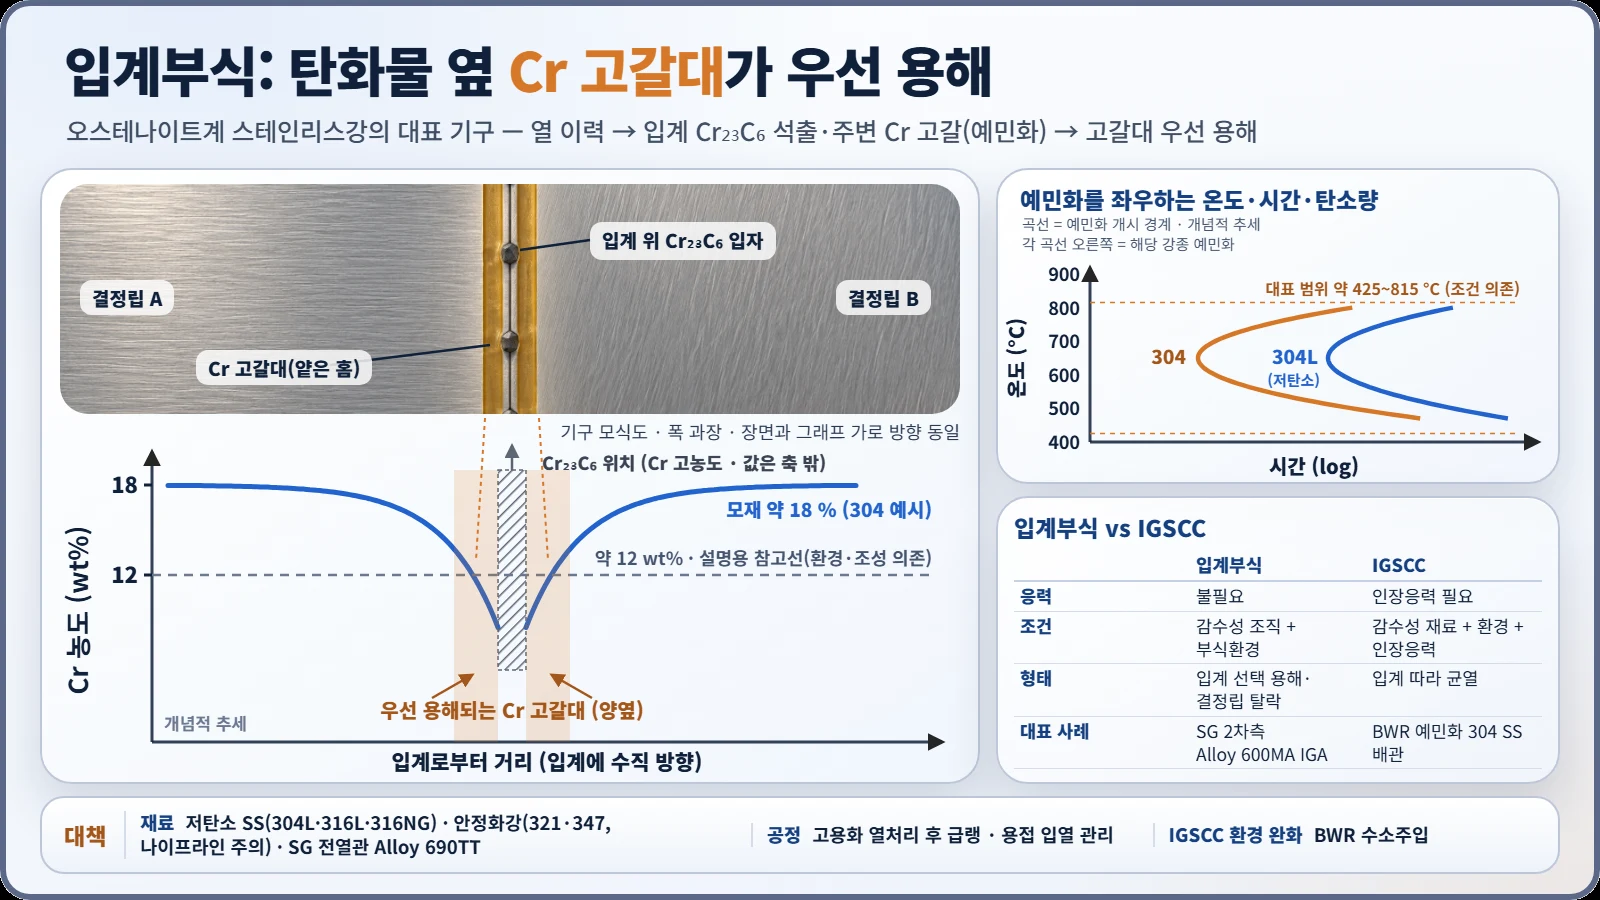 입계부식: 탄화물 옆 Cr 고갈대가 우선 용해
오스테나이트계 스테인리스강의 대표 기구 — 열 이력 → 입계 Cr₂₃C₆ 석출·주변 Cr 고갈(예민화) → 고갈대 우선 용해
입계 위 Cr₂₃C₆ 입자
결정립 A
결정립 B
Cr 고갈대(얕은 홈)
기구 모식도 · 폭 과장 · 장면과 그래프 가로 방향 동일
Cr₂₃C₆ 위치 (Cr 고농도 · 값은 축 밖)
18
모재 약 18 % (304 예시)
약 12 wt% · 설명용 참고선(환경·조성 의존)
12
Cr 농도 (wt%)
우선 용해되는 Cr 고갈대 (양옆)
개념적 추세
입계로부터 거리 (입계에 수직 방향)
예민화를 좌우하는 온도·시간·탄소량
곡선 = 예민화 개시 경계 · 개념적 추세
각 곡선 오른쪽 = 해당 강종 예민화
900
대표 범위 약 425~815 °C (조건 의존)
800
700
304
304L
(저탄소)
600
500
400
온도 (°C)
시간 (log)
입계부식 vs IGSCC
입계부식 IGSCC
응력 불필요 인장응력 필요
조건 감수성 조직 + 감수성 재료 + 환경 +
부식환경 인장응력
형태 입계 선택 용해· 입계 따라 균열
결정립 탈락
대표 사례 SG 2차측 BWR 예민화 304 SS
Alloy 600MA IGA 배관
대책
재료 저탄소 SS(304L·316L·316NG) · 안정화강(321·347,
나이프라인 주의) · SG 전열관 Alloy 690TT
공정 고용화 열처리 후 급랭 · 용접 입열 관리
IGSCC 환경 완화 BWR 수소주입